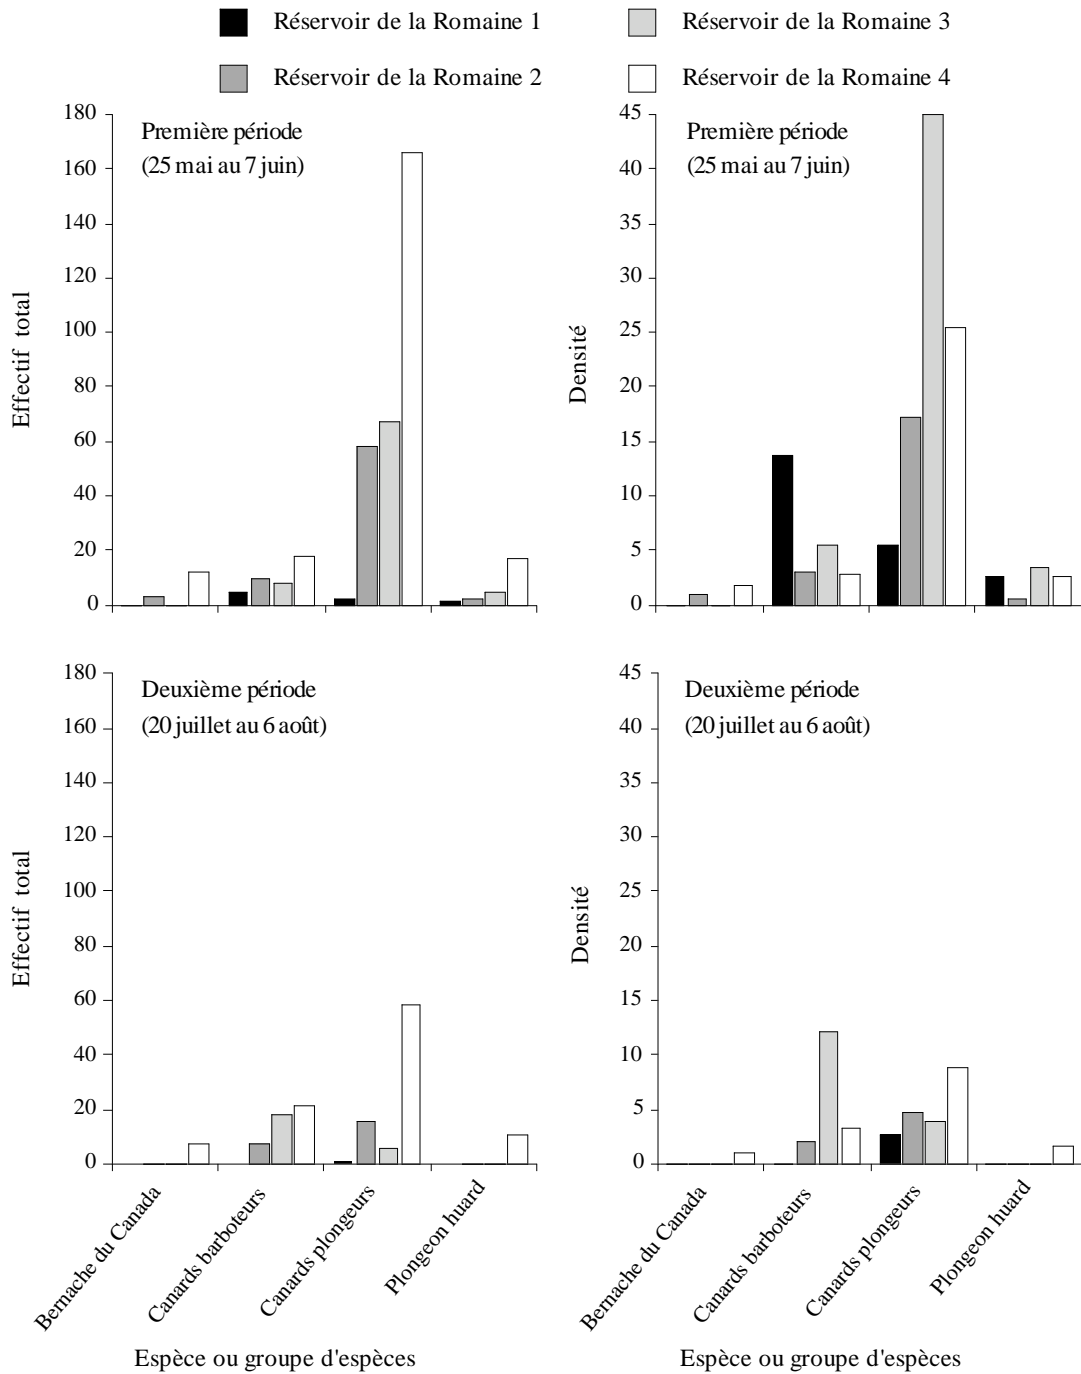 Réservoir de la Romaine 1
Réservoir de la Romaine 3
Réservoir de la Romaine 2
Réservoir de la Romaine 4
180
160
140
120
100
80
60
40
20
0
Effectif total
Première période
(25 mai au 7 juin)
45
40
35
30
25
20
15
10
5
0
Densité
Première période
(25 mai au 7 juin)
180
160
140
120
100
80
60
40
20
0
Effectif total
Deuxième période
(20 juillet au 6 août)
Bernache du Canada
Canards barboteurs
Canards plongeurs
Plongeon huard
Espèce ou groupe d'espèces
45
40
35
30
25
20
15
10
5
0
Densité
Deuxième période
(20 juillet au 6 août)
Bernache du Canada
Canards barboteurs
Canards plongeurs
Plongeon huard
Espèce ou groupe d'espèces